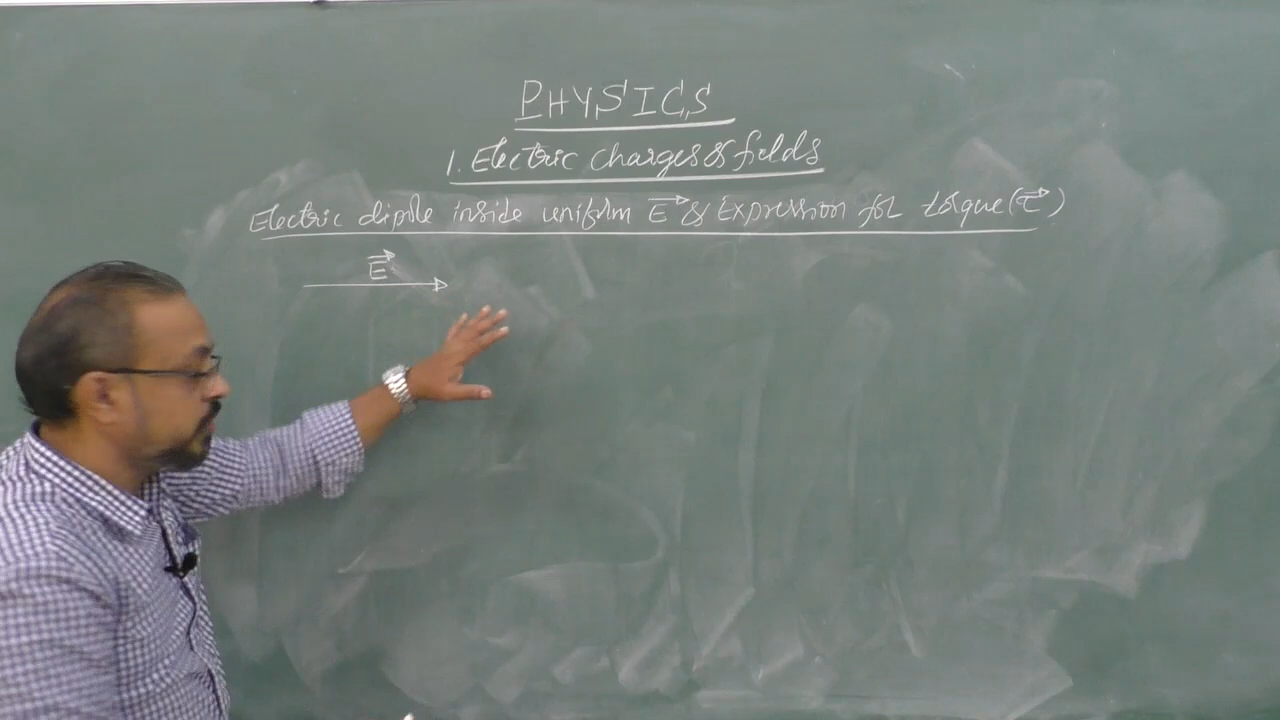 PHYSICS
1. Electric charges & fields
Electric dipole inside uniform E⃗ & Expression for torque (τ⃗)
E⃗